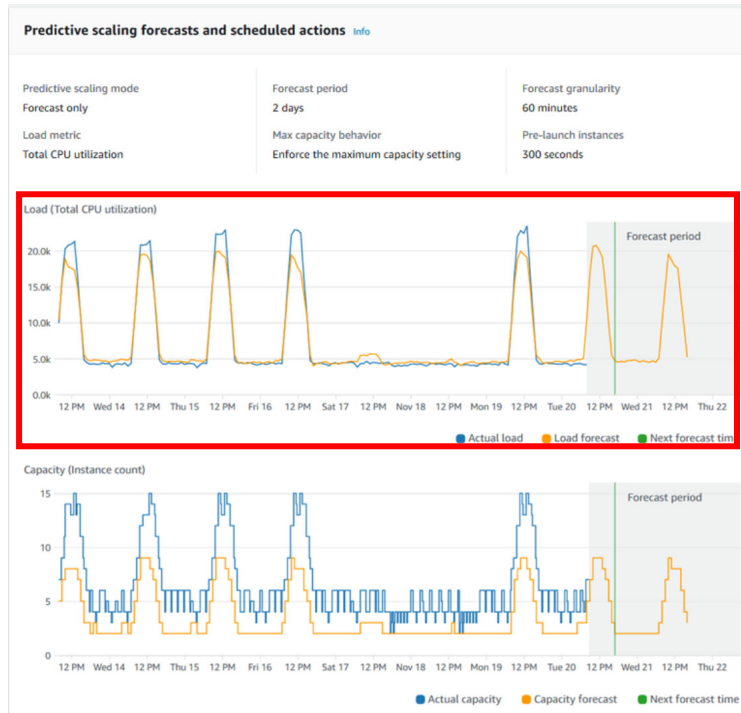 Predictive scaling forecasts and scheduled actions Info
Predictive scaling mode Forecast period Forecast granularity
Forecast only 2 days 60 minutes
Load metric Max capacity behavior Pre-launch instances
Total CPU utilization Enforce the maximum capacity setting 300 seconds
Load (Total CPU utilization)
Forecast period
20.0k
15.0k
10.0k
5.0k
0.0k
12 PM Wed 14 12 PM Thu 15 12 PM Fri 16 12 PM Sat 17 12 PM Nov 18 12 PM Mon 19 12 PM Tue 20 12 PM Wed 21 12 PM Thu 22
Actual load Load forecast Next forecast time
Capacity (Instance count)
15
Forecast period
10
5
0
12 PM Wed 14 12 PM Thu 15 12 PM Fri 16 12 PM Sat 17 12 PM Nov 18 12 PM Mon 19 12 PM Tue 20 12 PM Wed 21 12 PM Thu 22
Actual capacity Capacity forecast Next forecast time